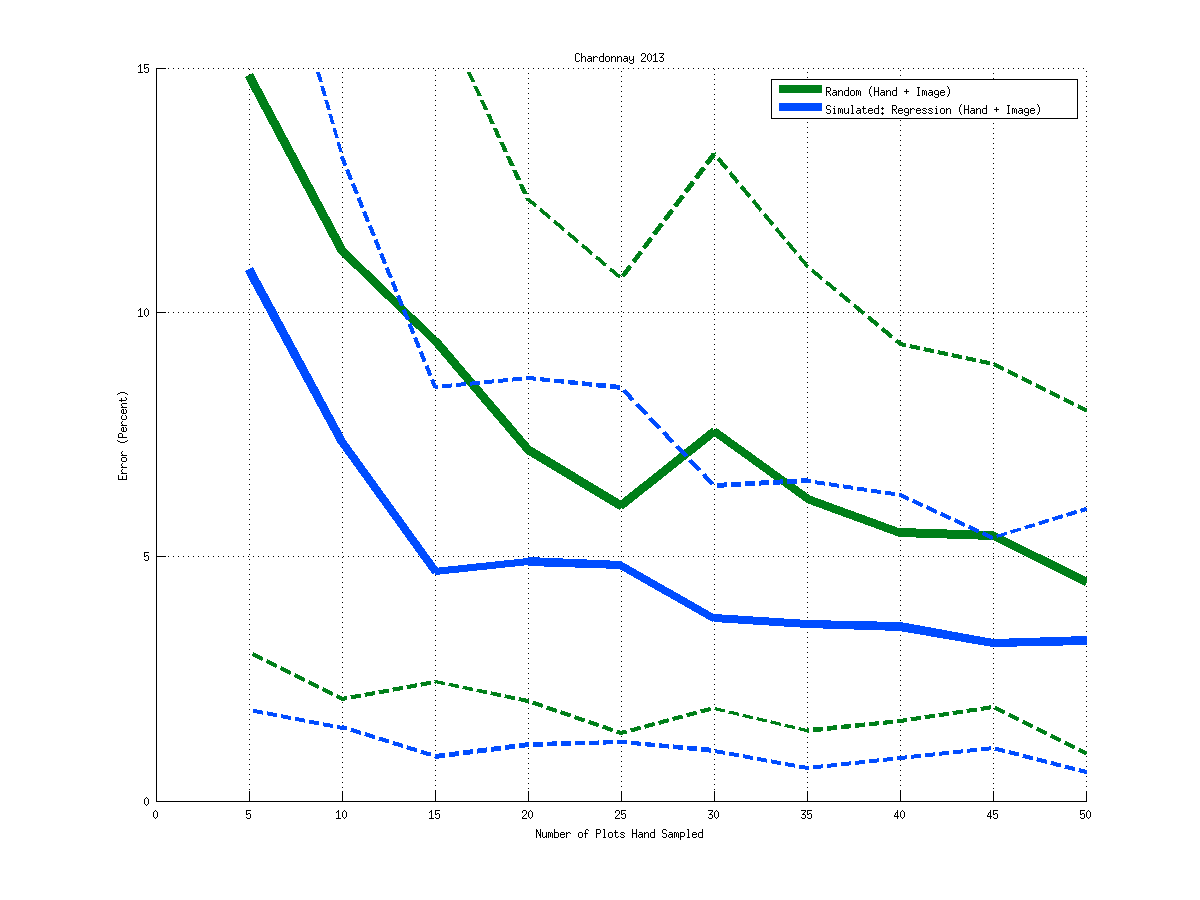 Chardonnay 2013
Random (Hand + Image)
Simulated: Regression (Hand + Image)
Error (Percent)
15
10
5
0
0 5 10 15 20 25 30 35 40 45 50
Number of Plots Hand Sampled